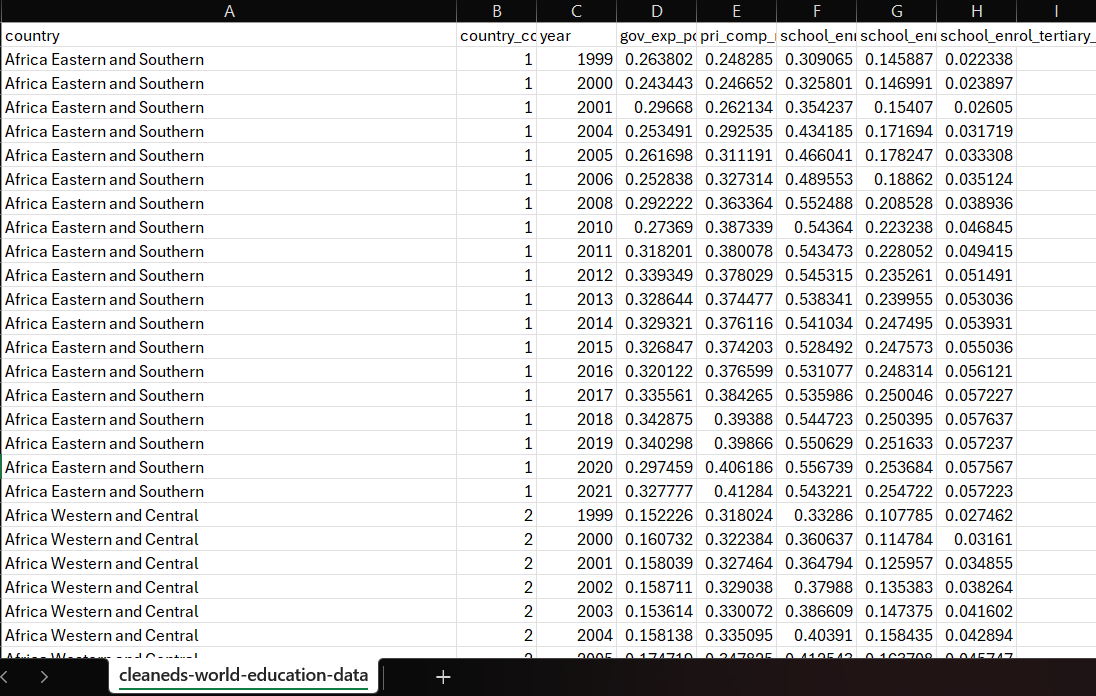 A B C D E F G H I
country country_cc year gov_exp_pc pri_comp_ school_enr school_enr school_enrol_tertiary_
Africa Eastern and Southern 1 1999 0.263802 0.248285 0.309065 0.145887 0.022338
Africa Eastern and Southern 1 2000 0.243443 0.246652 0.325801 0.146991 0.023897
Africa Eastern and Southern 1 2001 0.29668 0.262134 0.354237 0.15407 0.02605
Africa Eastern and Southern 1 2004 0.253491 0.292535 0.434185 0.171694 0.031719
Africa Eastern and Southern 1 2005 0.261698 0.311191 0.466041 0.178247 0.033308
Africa Eastern and Southern 1 2006 0.252838 0.327314 0.489553 0.18862 0.035124
Africa Eastern and Southern 1 2008 0.292222 0.363364 0.552488 0.208528 0.038936
Africa Eastern and Southern 1 2010 0.27369 0.387339 0.54364 0.223238 0.046845
Africa Eastern and Southern 1 2011 0.318201 0.380078 0.543473 0.228052 0.049415
Africa Eastern and Southern 1 2012 0.339349 0.378029 0.545315 0.235261 0.051491
Africa Eastern and Southern 1 2013 0.328644 0.374477 0.538341 0.239955 0.053036
Africa Eastern and Southern 1 2014 0.329321 0.376116 0.541034 0.247495 0.053931
Africa Eastern and Southern 1 2015 0.326847 0.374203 0.528492 0.247573 0.055036
Africa Eastern and Southern 1 2016 0.320122 0.376599 0.531077 0.248314 0.056121
Africa Eastern and Southern 1 2017 0.335561 0.384265 0.535986 0.250046 0.057227
Africa Eastern and Southern 1 2018 0.342875 0.39388 0.544723 0.250395 0.057637
Africa Eastern and Southern 1 2019 0.340298 0.39866 0.550629 0.251633 0.057237
Africa Eastern and Southern 1 2020 0.297459 0.406186 0.556739 0.253684 0.057567
Africa Eastern and Southern 1 2021 0.327777 0.41284 0.543221 0.254722 0.057223
Africa Western and Central 2 1999 0.152226 0.318024 0.33286 0.107785 0.027462
Africa Western and Central 2 2000 0.160732 0.322384 0.360637 0.114784 0.03161
Africa Western and Central 2 2001 0.158039 0.327464 0.364794 0.125957 0.034855
Africa Western and Central 2 2002 0.158711 0.329038 0.37988 0.135383 0.038264
Africa Western and Central 2 2003 0.153614 0.330072 0.386609 0.147375 0.041602
Africa Western and Central 2 2004 0.158138 0.335095 0.40391 0.158435 0.042894
Africa Western and Central 2 2005
cleaneds-world-education-data